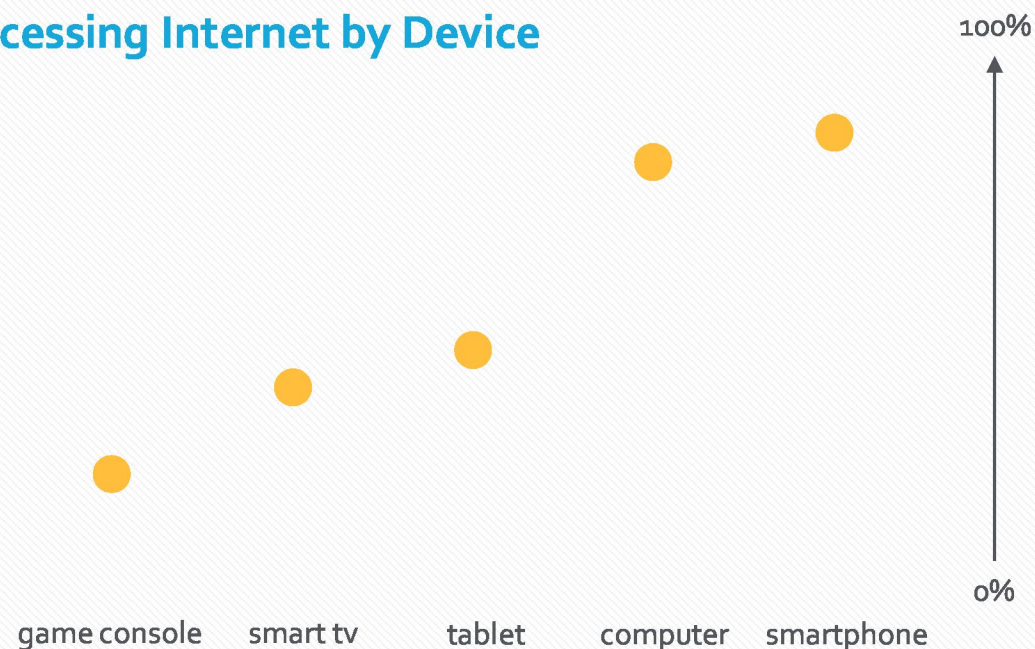 cessing Internet by Device
100%
0%
game console smart tv tablet computer smartphone